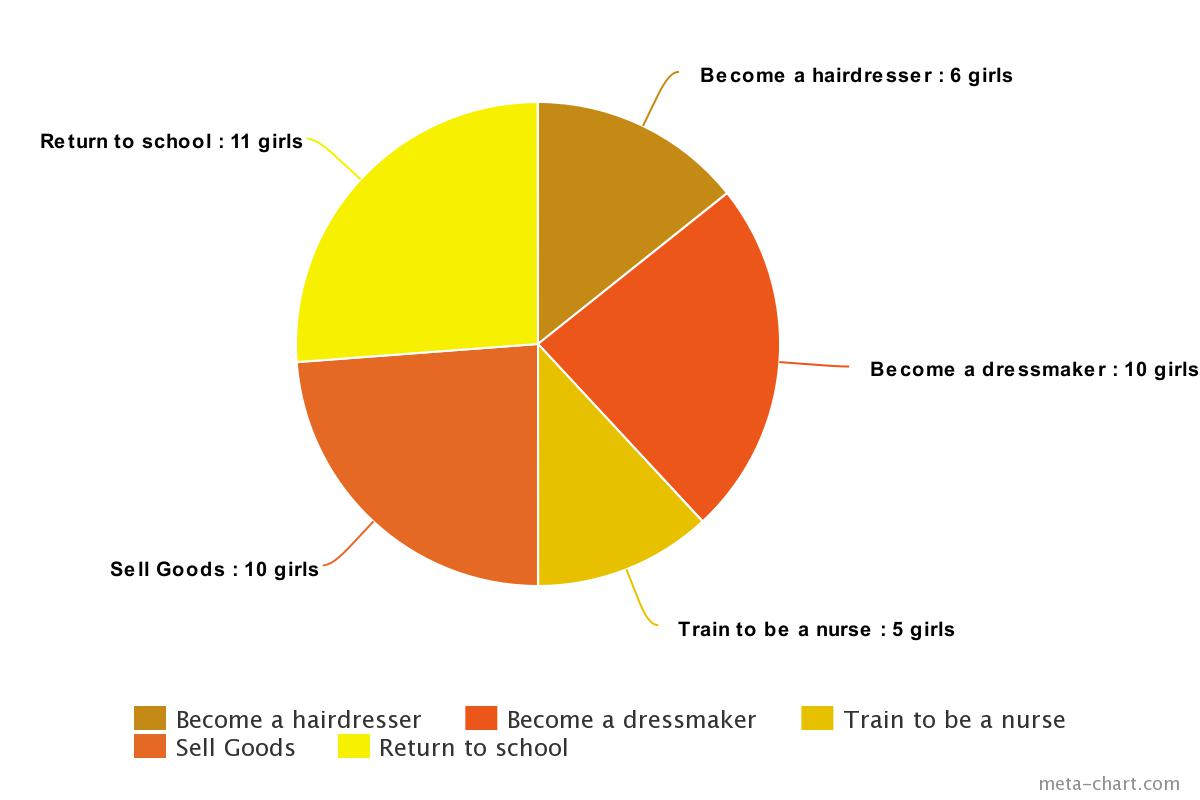 Become a hairdresser : 6 girls
Return to school : 11 girls
Become a dressmaker : 10 girls
Sell Goods : 10 girls
Train to be a nurse : 5 girls
Become a hairdresser Become a dressmaker Train to be a nurse
Sell Goods Return to school
meta-chart.com